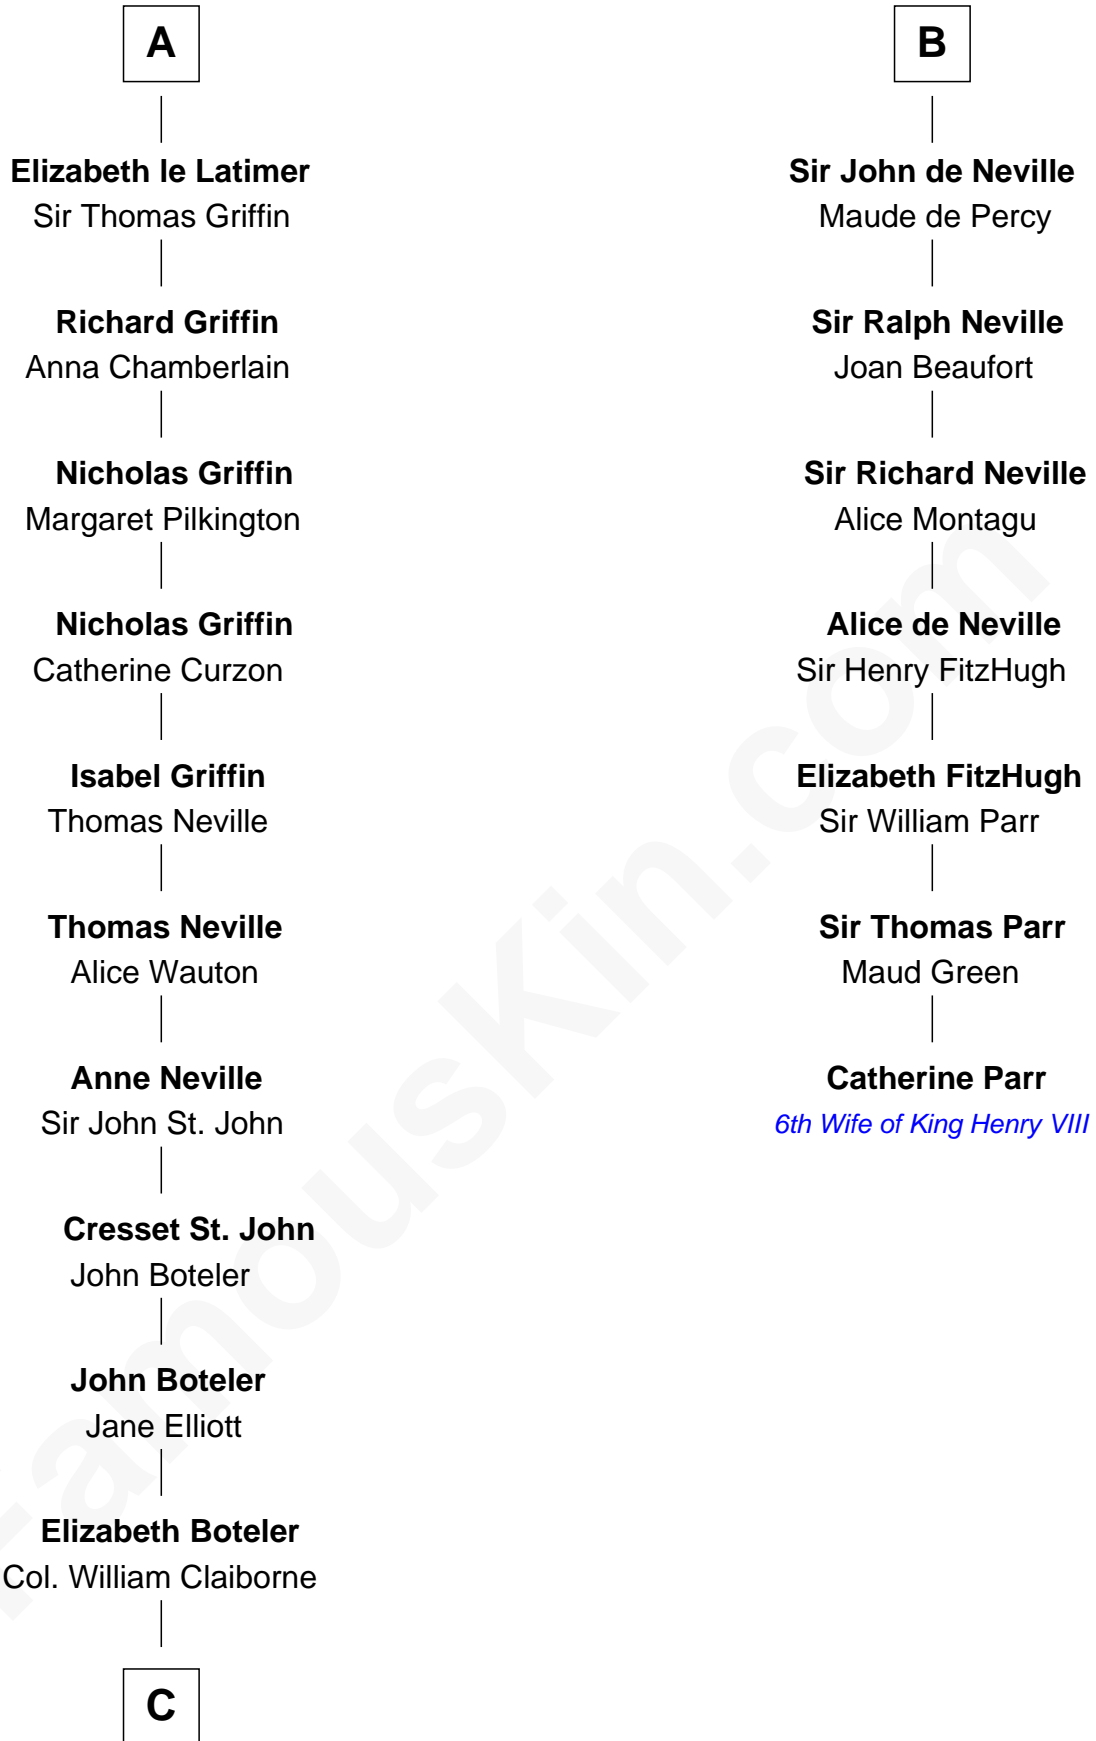 A
Elizabeth le Latimer
Sir Thomas Griffin
Richard Griffin
Anna Chamberlain
Nicholas Griffin
Margaret Pilkington
Nicholas Griffin
Catherine Curzon
Isabel Griffin
Thomas Neville
Thomas Neville
Alice Wauton
Anne Neville
Sir John St. John
Cresset St. John
John Boteler
John Boteler
Jane Elliott
Elizabeth Boteler
Col. William Claiborne
C
B
Sir John de Neville
Maude de Percy
Sir Ralph Neville
Joan Beaufort
Sir Richard Neville
Alice Montagu
Alice de Neville
Sir Henry FitzHugh
Elizabeth FitzHugh
Sir William Parr
Sir Thomas Parr
Maud Green
Catherine Parr
6th Wife of King Henry VIII
FamousKin.com